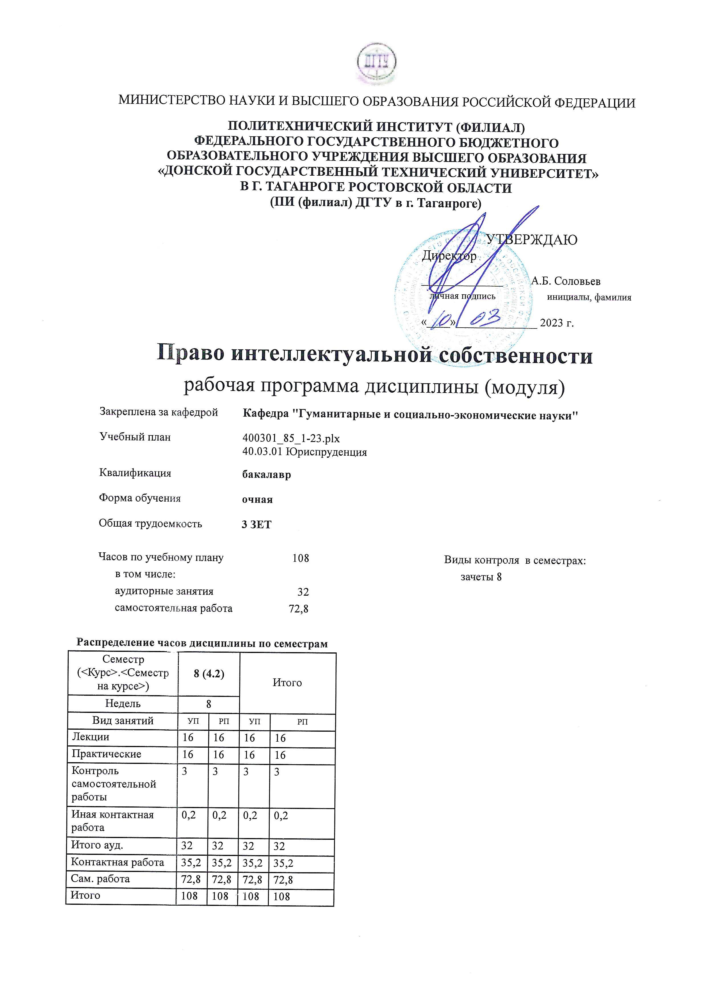 ДГТУ
МИНИСТЕРСТВО НАУКИ И ВЫСШЕГО ОБРАЗОВАНИЯ РОССИЙСКОЙ ФЕДЕРАЦИИ
ПОЛИТЕХНИЧЕСКИЙ ИНСТИТУТ (ФИЛИАЛ)
ФЕДЕРАЛЬНОГО ГОСУДАРСТВЕННОГО БЮДЖЕТНОГО
ОБРАЗОВАТЕЛЬНОГО УЧРЕЖДЕНИЯ ВЫСШЕГО ОБРАЗОВАНИЯ
«ДОНСКОЙ ГОСУДАРСТВЕННЫЙ ТЕХНИЧЕСКИЙ УНИВЕРСИТЕТ»
В Г. ТАГАНРОГЕ РОСТОВСКОЙ ОБЛАСТИ
(ПИ (филиал) ДГТУ в г. Таганроге)
УТВЕРЖДАЮ
Директор
А.Б. Соловьев
личная подпись инициалы, фамилия
«10» 03 2023 г.
Право интеллектуальной собственности
рабочая программа дисциплины (модуля)
Закреплена за кафедрой Кафедра "Гуманитарные и социально-экономические науки"
Учебный план 400301_85_1-23.plx
40.03.01 Юриспруденция
Квалификация бакалавр
Форма обучения очная
Общая трудоемкость 3 ЗЕТ
Часов по учебному плану 108 Виды контроля в семестрах:
в том числе: зачеты 8
аудиторные занятия 32
самостоятельная работа 72,8
Распределение часов дисциплины по семестрам
Семестр
(<Курс>.<Семестр
на курсе>) 8 (4.2) Итого
Недель 8
Вид занятий УП РП УП РП
Лекции 16 16 16 16
Практические 16 16 16 16
Контроль 3 3 3 3
самостоятельной
работы
Иная контактная 0,2 0,2 0,2 0,2
работа
Итого ауд. 32 32 32 32
Контактная работа 35,2 35,2 35,2 35,2
Сам. работа 72,8 72,8 72,8 72,8
Итого 108 108 108 108